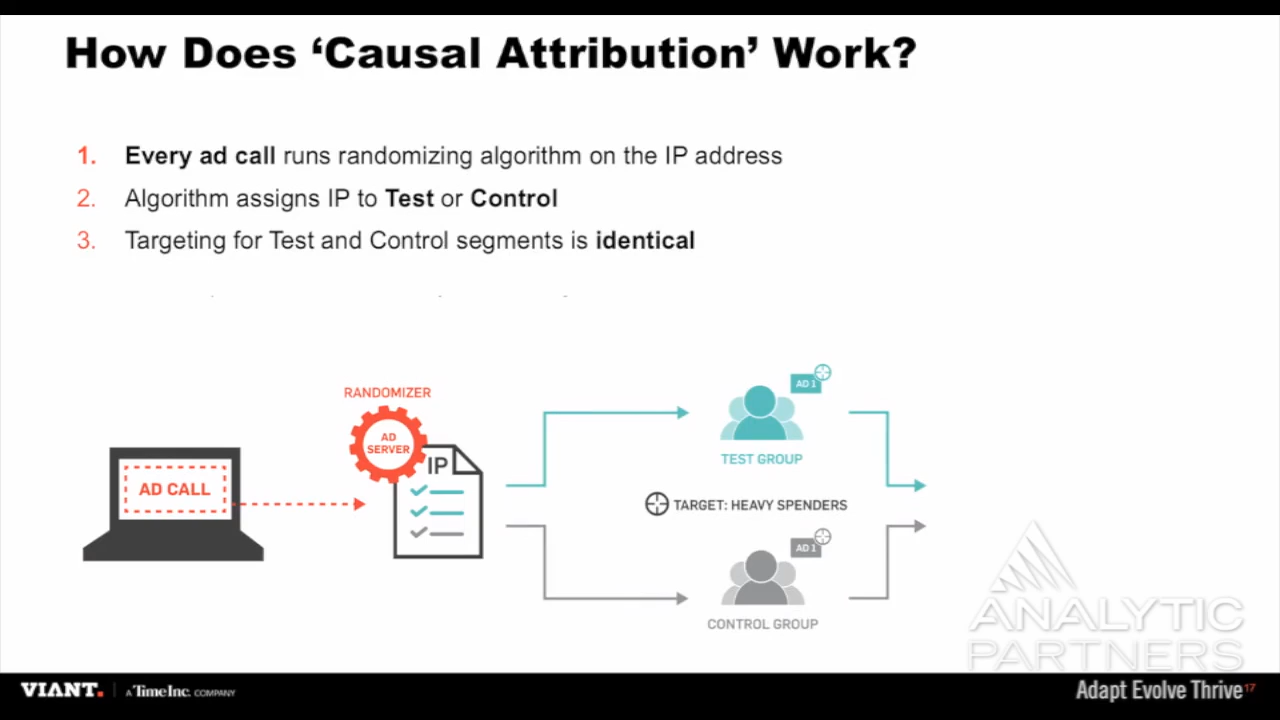 How Does ‘Causal Attribution’ Work?
1. Every ad call runs randomizing algorithm on the IP address
2. Algorithm assigns IP to Test or Control
3. Targeting for Test and Control segments is identical
RANDOMIZER
AD
SERVER
IP
AD CALL
AD 1
TEST GROUP
TARGET: HEAVY SPENDERS
AD 1
CONTROL GROUP
ANALYTIC
PARTNERS
VIANT. | A Time Inc. COMPANY
Adapt Evolve Thrive 17